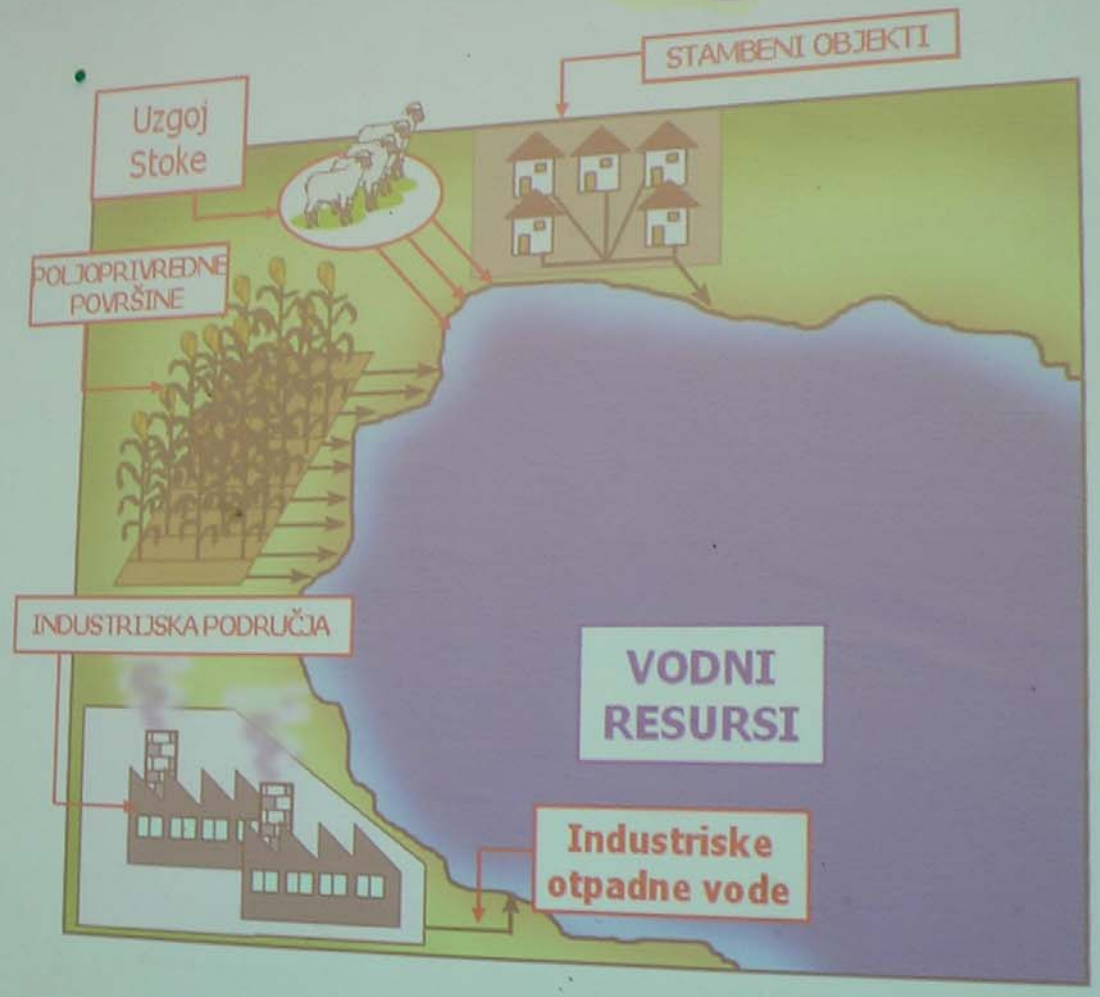 STAMBENI OBJEKTI
Uzgoj
Stoke
POLJOPRIVREDNE
POVRŠINE
INDUSTRIJSKA PODRUČJA
VODNI
RESURSI
Industriske
otpadne vode